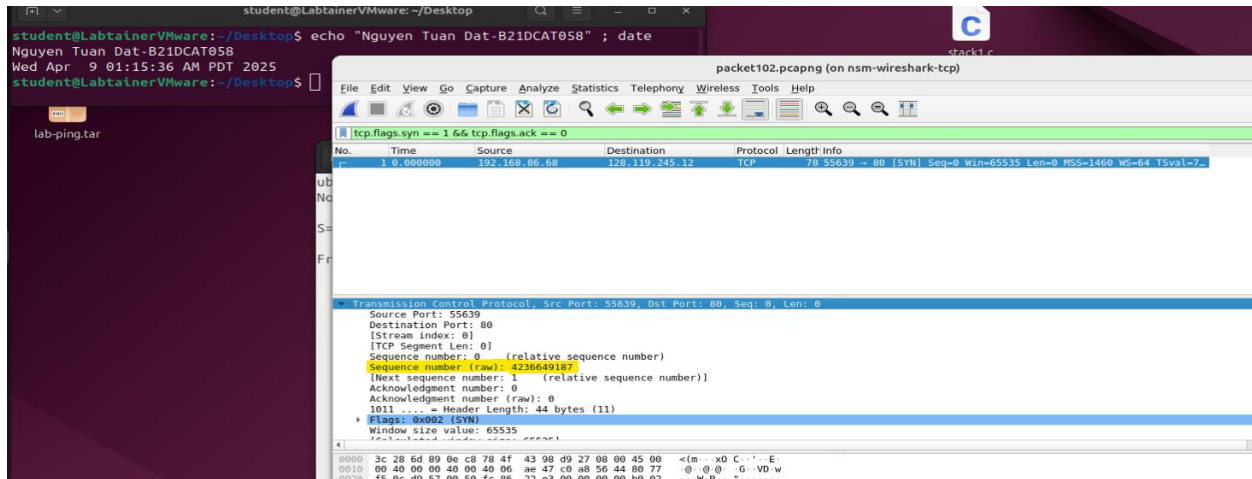 student@LabtainerVMware: ~/Desktop
student@LabtainerVMware:~/Desktop$ echo "Nguyen Tuan Dat-B21DCAT058" ; date
Nguyen Tuan Dat-B21DCAT058
Wed Apr 9 01:15:36 AM PDT 2025
student@LabtainerVMware:~/Desktop$
lab-ping.tar
C
stack1.c
ub
No
S=
Fr
packet102.pcapng (on nsm-wireshark-tcp)
File Edit View Go Capture Analyze Statistics Telephony Wireless Tools Help
tcp.flags.syn == 1 && tcp.flags.ack == 0
No. Time Source Destination Protocol Length Info
1 0.000000 192.168.86.68 128.119.245.12 TCP 78 55639 → 80 [SYN] Seq=0 Win=65535 Len=0 MSS=1460 WS=64 TSval=7…
Transmission Control Protocol, Src Port: 55639, Dst Port: 80, Seq: 0, Len: 0
Source Port: 55639
Destination Port: 80
[Stream index: 0]
[TCP Segment Len: 0]
Sequence number: 0 (relative sequence number)
Sequence number (raw): 4236649187
[Next sequence number: 1 (relative sequence number)]
Acknowledgment number: 0
Acknowledgment number (raw): 0
1011 .... = Header Length: 44 bytes (11)
Flags: 0x002 (SYN)
Window size value: 65535
[Calculated window size: 65535]
0000 3c 28 6d 89 0e c8 78 4f 43 98 d9 27 08 00 45 00 <(m···xO C··'··E·
0010 00 40 00 00 40 00 40 06 ae 47 c0 a8 56 44 80 77 ·@··@·@· ·G··VD·w